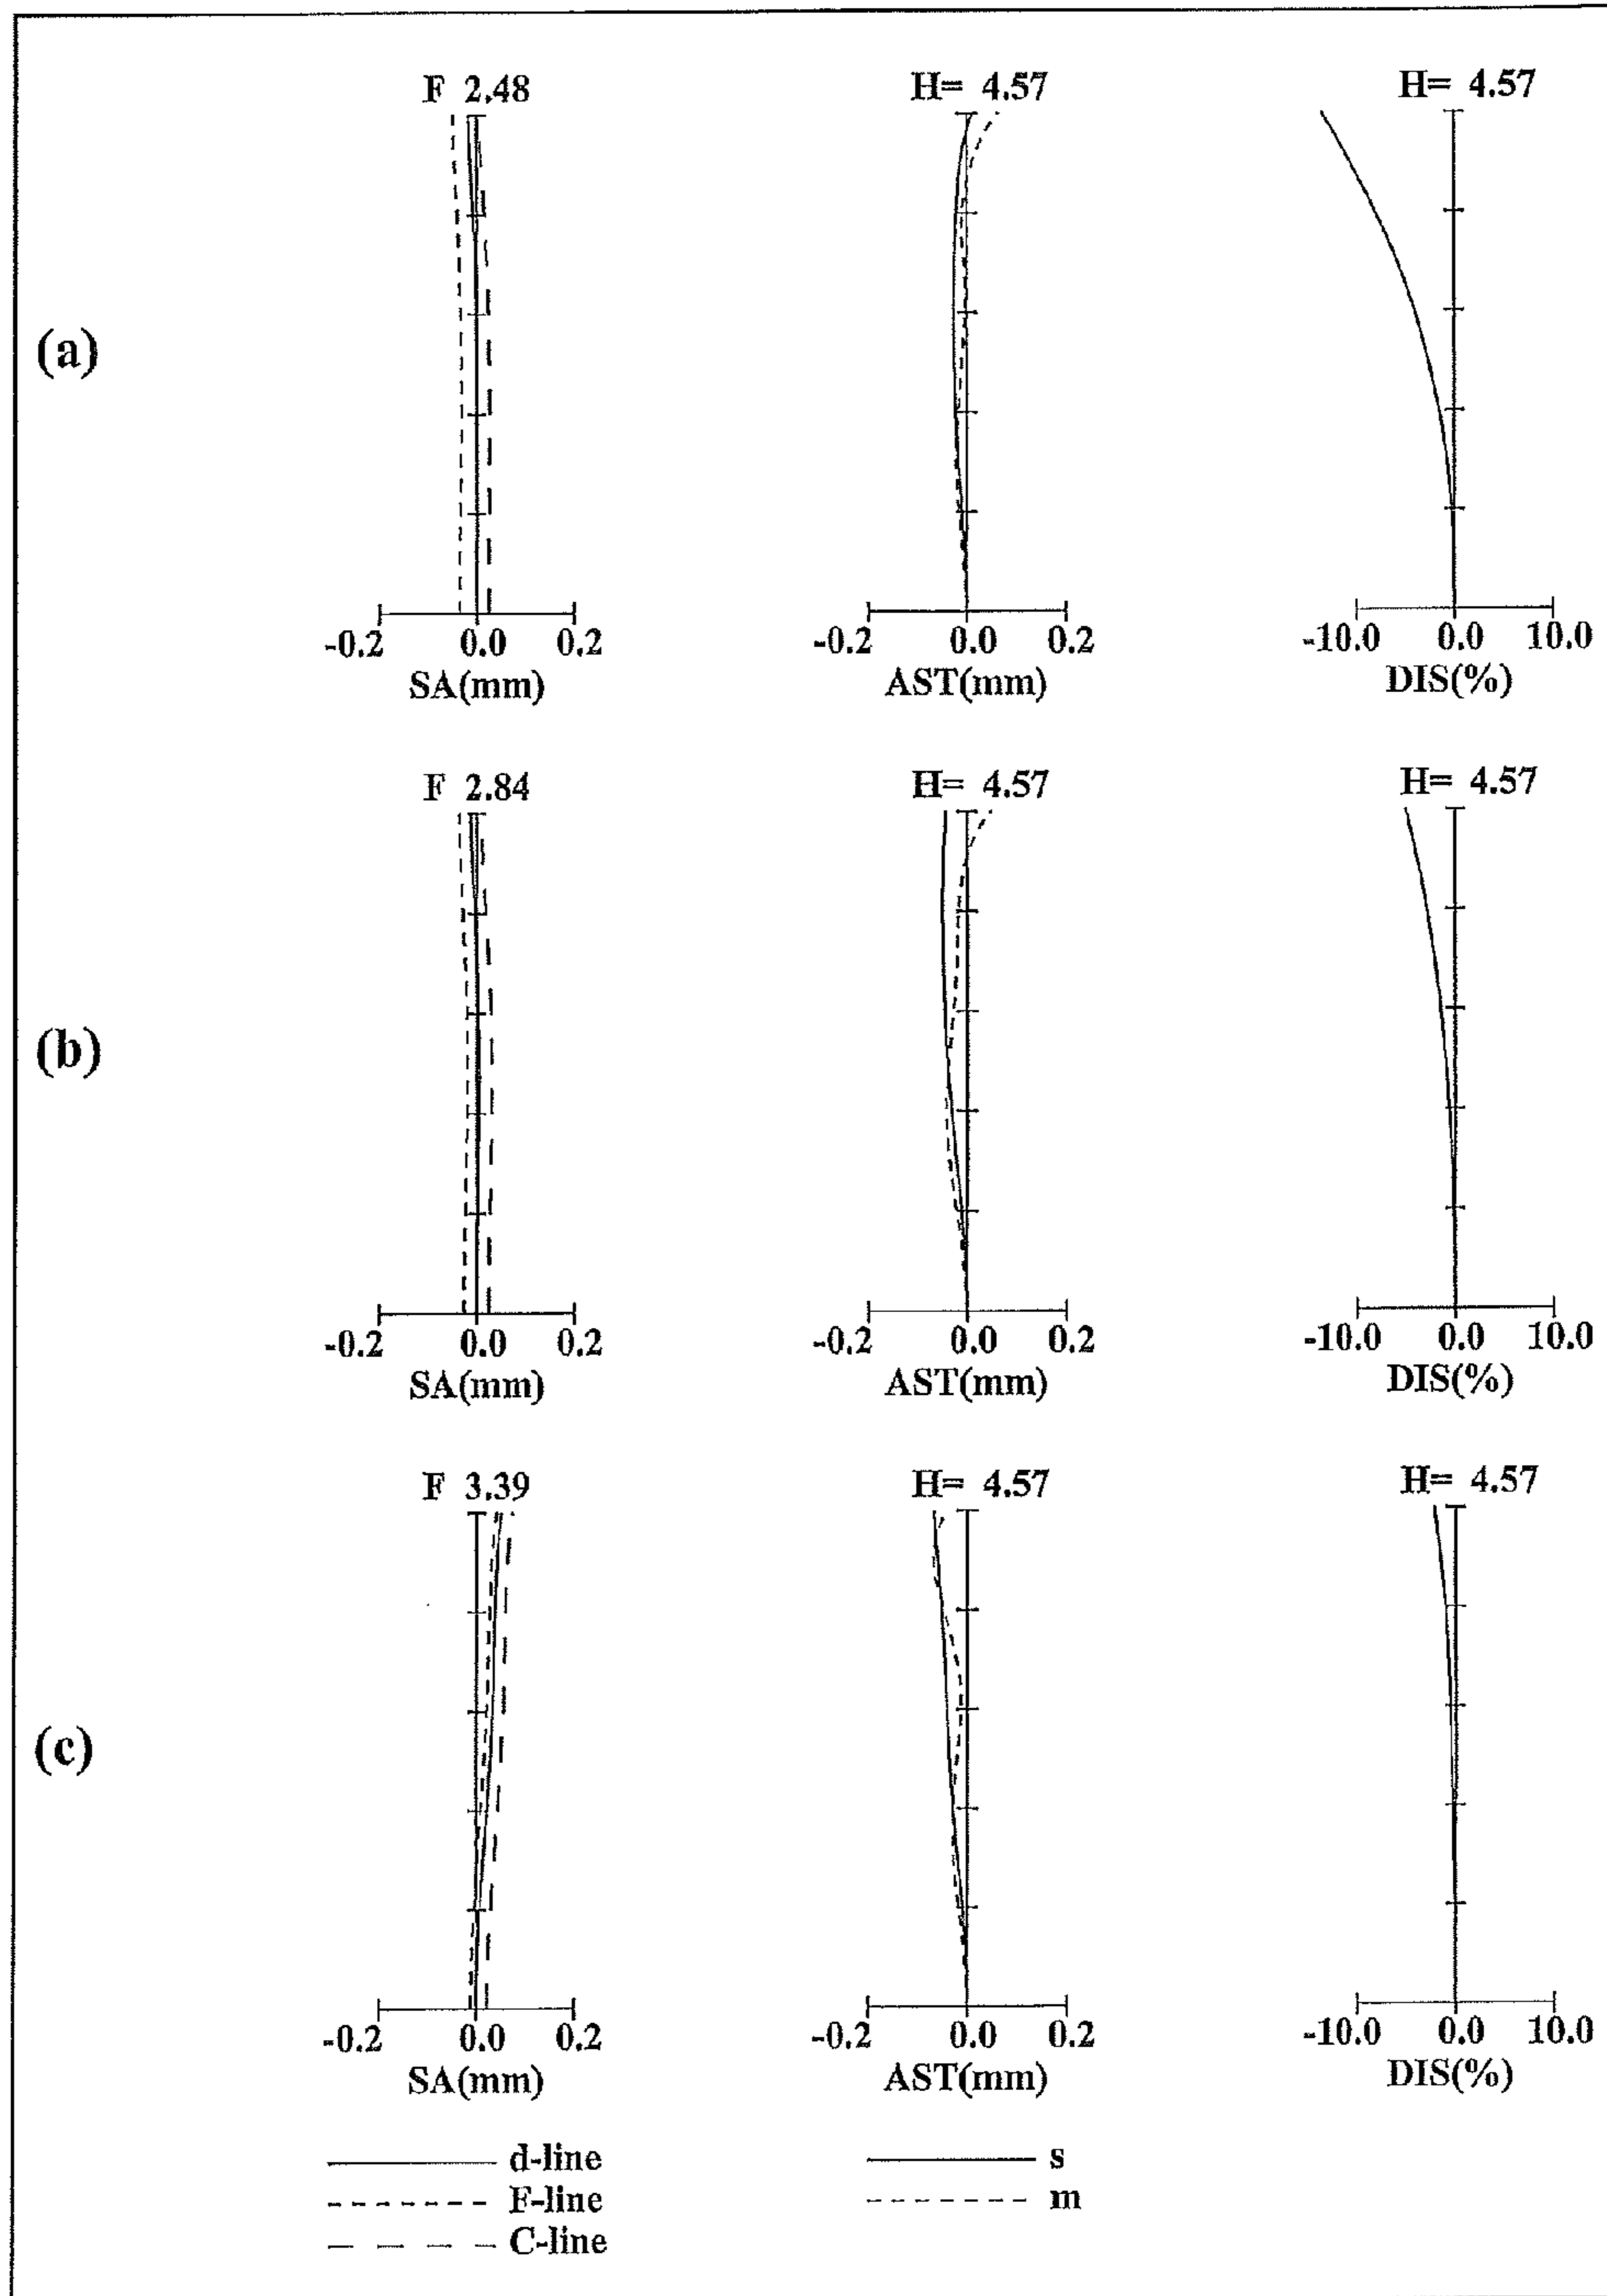 F 2.48
H= 4.57
H= 4.57
(a)
-0.2 0.0 0.2
SA(mm)
-0.2 0.0 0.2
AST(mm)
-10.0 0.0 10.0
DIS(%)
F 2.84
H= 4.57
H= 4.57
(b)
-0.2 0.0 0.2
SA(mm)
-0.2 0.0 0.2
AST(mm)
-10.0 0.0 10.0
DIS(%)
F 3.39
H= 4.57
H= 4.57
(c)
-0.2 0.0 0.2
SA(mm)
-0.2 0.0 0.2
AST(mm)
-10.0 0.0 10.0
DIS(%)
d-line
F-line
C-line
s
m